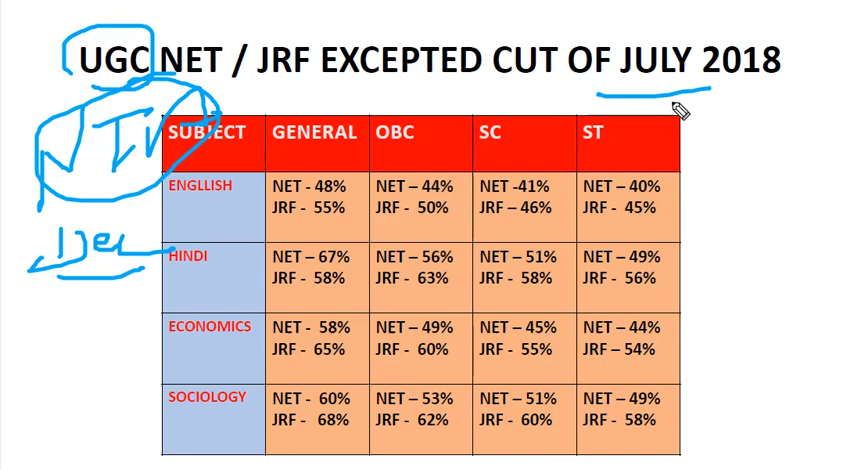 UGC NET / JRF EXCEPTED CUT OF JULY 2018
SUBJECT GENERAL OBC SC ST
ENGLLISH NET - 48% NET – 44% NET -41% NET – 40%
JRF - 55% JRF - 50% JRF – 46% JRF - 45%
HINDI NET – 67% NET – 56% NET – 51% NET – 49%
JRF - 58% JRF - 63% JRF - 58% JRF - 56%
ECONOMICS NET - 58% NET – 49% NET – 45% NET – 44%
JRF - 65% JRF - 60% JRF - 55% JRF – 54%
SOCIOLOGY NET - 60% NET – 53% NET – 51% NET – 49%
JRF - 68% JRF - 62% JRF - 60% JRF - 58%